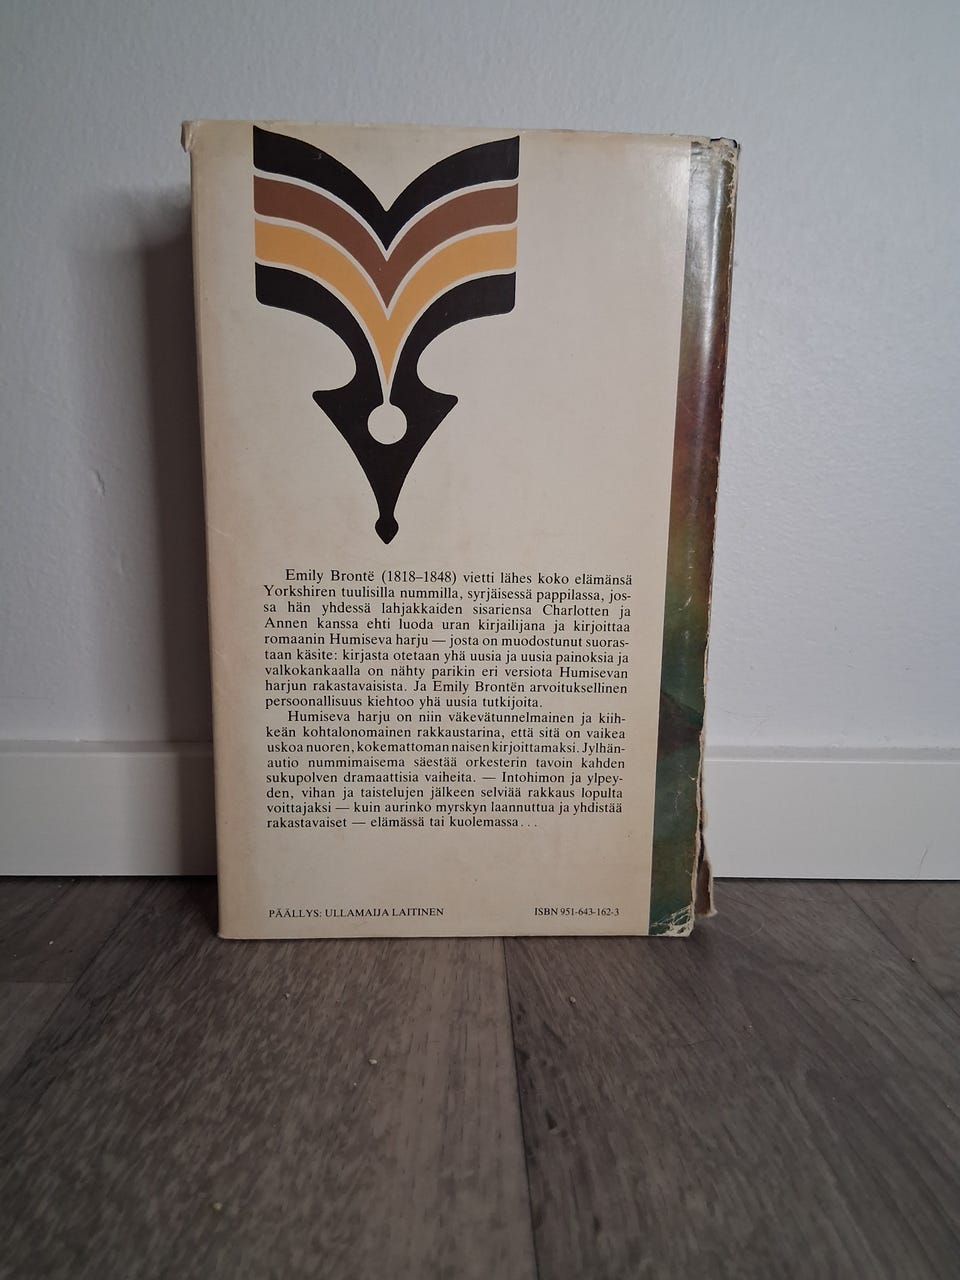 Emily Brontë (1818–1848) vietti lähes koko elämänsä
Yorkshiren tuulisilla nummilla, syrjäisessä pappilassa, jos-
sa hän yhdessä lahjakkaiden sisariensa Charlotten ja
Annen kanssa ehti luoda uran kirjailijana ja kirjoittaa
romaanin Humiseva harju — josta on muodostunut suoras-
taan käsite: kirjasta otetaan yhä uusia ja uusia painoksia ja
valkokankaalla on nähty parikin eri versiota Humisevan
harjun rakastavaisista. Ja Emily Brontën arvoituksellinen
persoonallisuus kiehtoo yhä uusia tutkijoita.
Humiseva harju on niin väkevätunnelmainen ja kiih-
keän kohtalonomainen rakkaustarina, että sitä on vaikea
uskoa nuoren, kokemattoman naisen kirjoittamaksi. Jylhän-
autio nummimaisema säestää orkesterin tavoin kahden
sukupolven dramaattisia vaiheita. — Intohimon ja ylpey-
den, vihan ja taistelujen jälkeen selviää rakkaus lopulta
voittajaksi — kuin aurinko myrskyn laannuttua ja yhdistää
rakastavaiset — elämässä tai kuolemassa...
PÄÄLLYS: ULLAMAIJA LAITINEN
ISBN 951-643-162-3